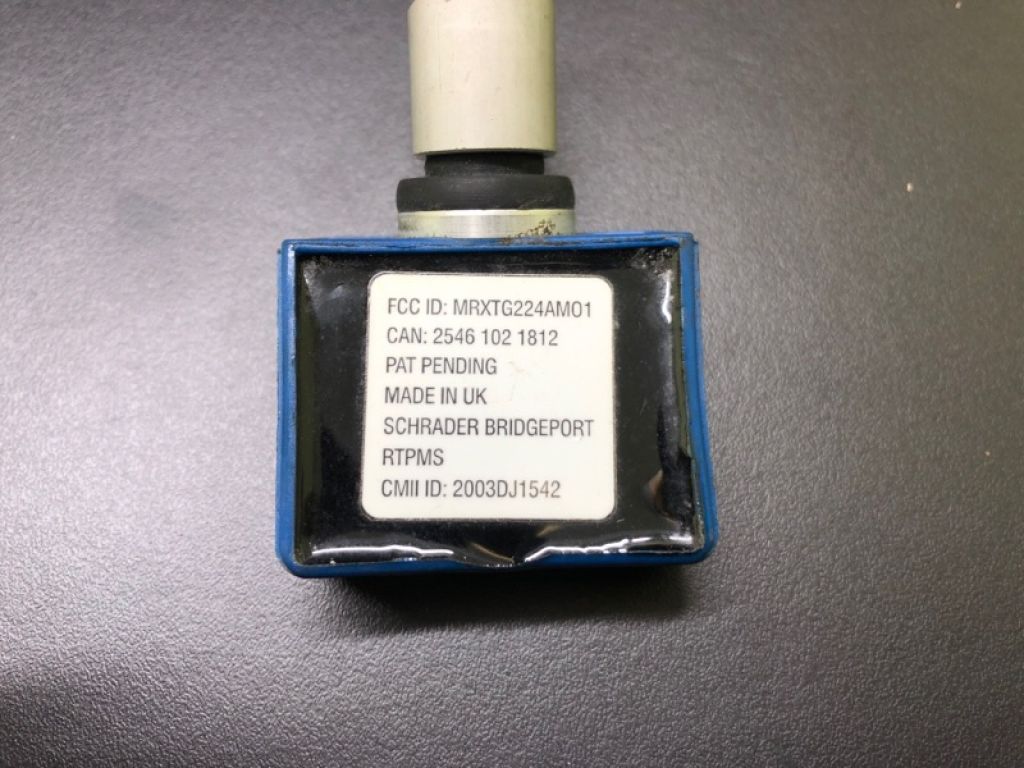 FCC ID: MRXTG224AM01
CAN: 2546 102 1812
PAT PENDING
MADE IN UK
SCHRADER BRIDGEPORT
RTPMS
CMII ID: 2003DJ1542